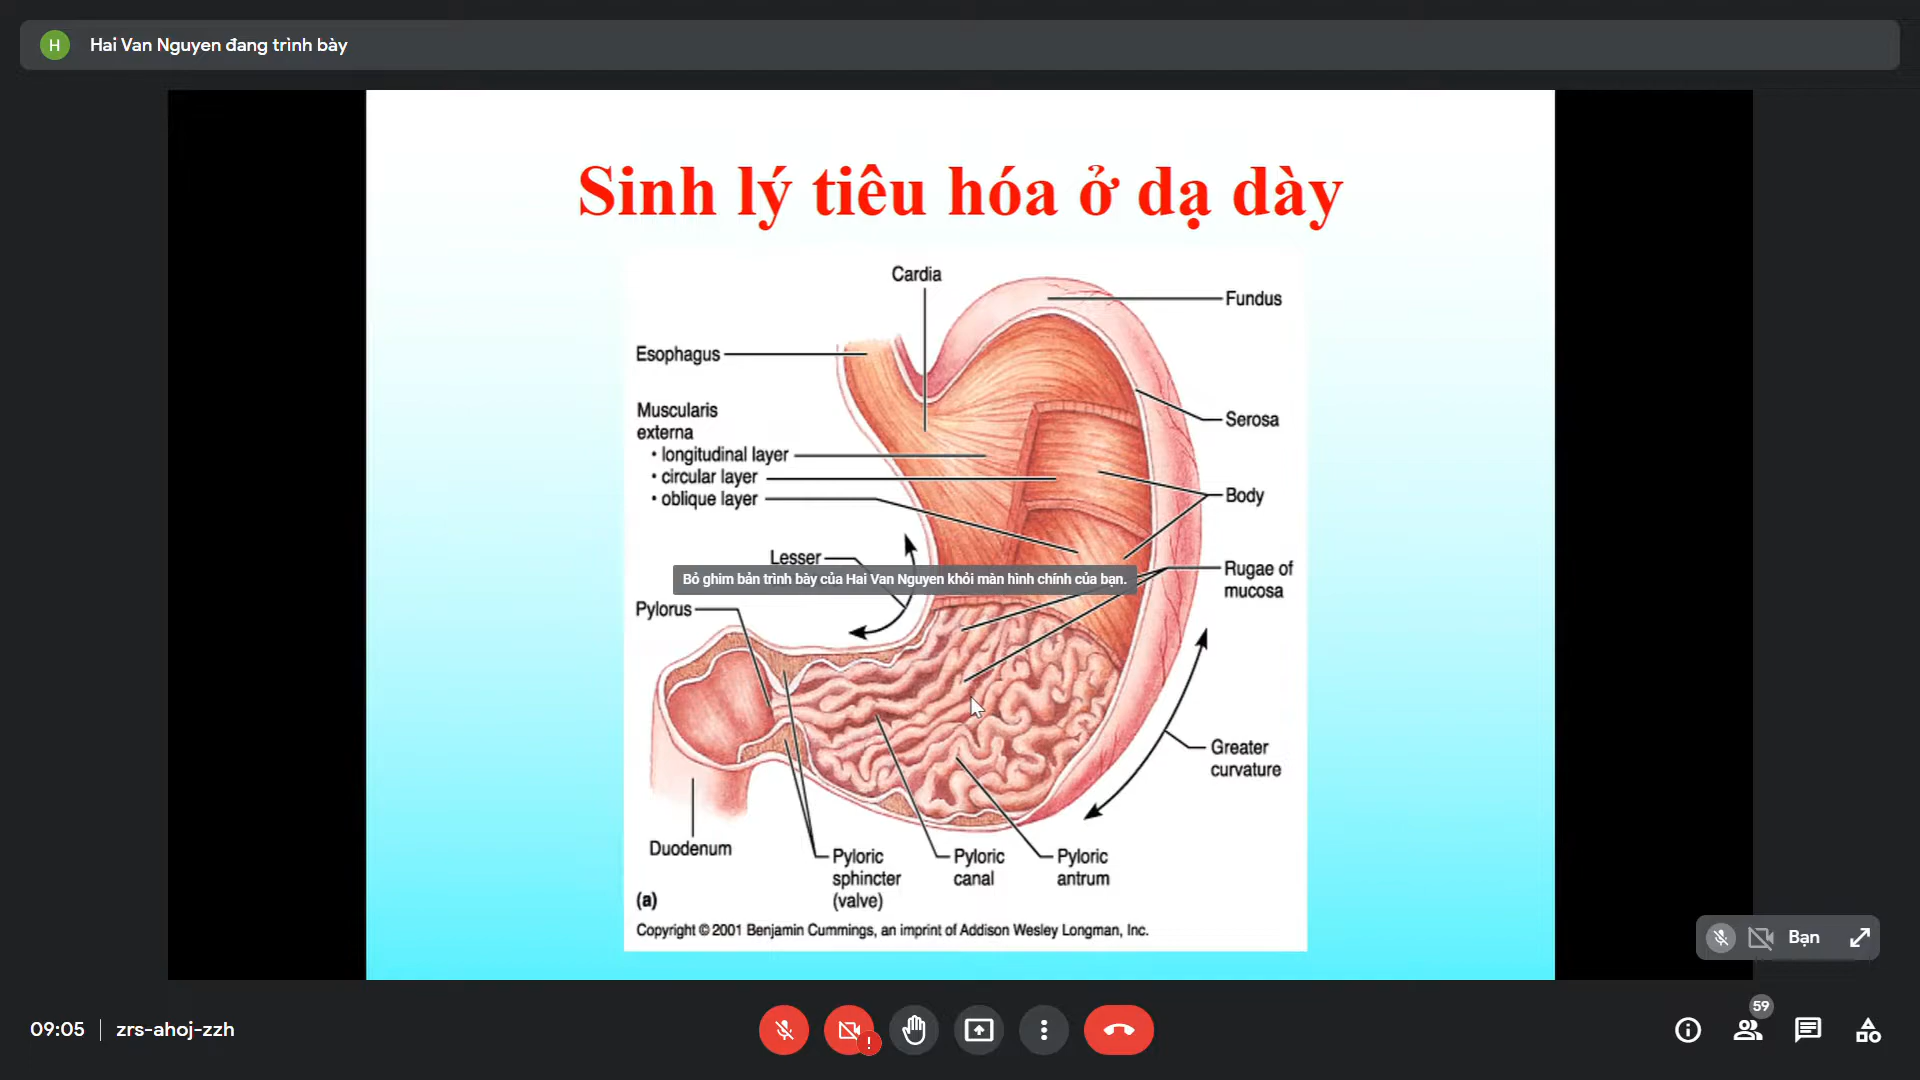 H
Hai Van Nguyen đang trình bày
Sinh lý tiêu hóa ở dạ dày
Cardia
Fundus
Esophagus
Serosa
Muscularis
externa
• longitudinal layer
• circular layer
• oblique layer
Body
Lesser
Bỏ ghim bản trình bày của Hai Van Nguyen khỏi màn hình chính của bạn.
Rugae of
mucosa
Pylorus
Greater
curvature
Duodenum
Pyloric
sphincter
(valve)
Pyloric
canal
Pyloric
antrum
(a)
Copyright © 2001 Benjamin Cummings, an imprint of Addison Wesley Longman, Inc.
Bạn
09:05 | zrs-ahoj-zzh
!
59